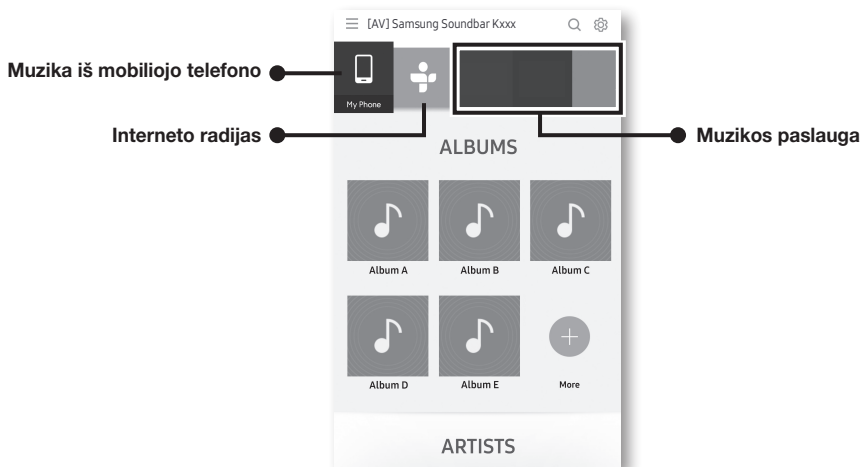 [AV] Samsung Soundbar Kxxx
Muzika iš mobiliojo telefono
My Phone
Interneto radijas
Muzikos paslauga
ALBUMS
Album A
Album B
Album C
Album D
Album E
More
ARTISTS